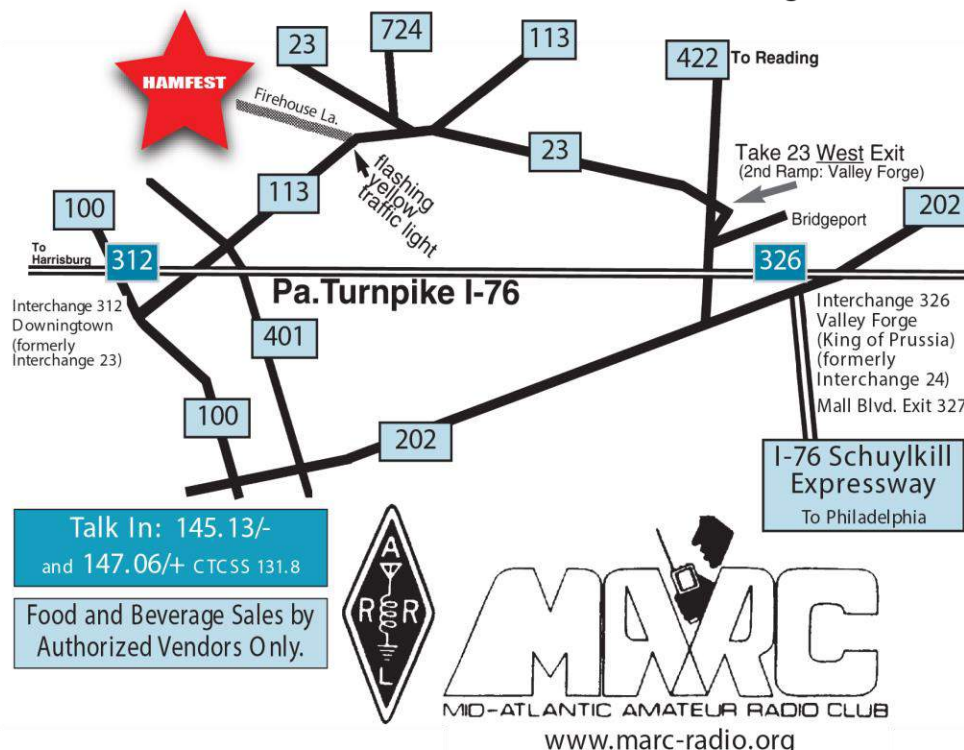 23
724
113
422
To Reading
HAMFEST
Firehouse La.
23
Take 23 West Exit
(2nd Ramp: Valley Forge)
flashing
yellow
traffic light
113
100
Bridgeport
202
To
Harrisburg
312
326
Pa.Turnpike I-76
Interchange 312
Downingtown
(formerly
Interchange 23)
401
Interchange 326
Valley Forge
(King of Prussia)
(formerly
Interchange 24)
Mall Blvd. Exit 327
100
202
I-76 Schuylkill
Expressway
To Philadelphia
Talk In: 145.13/-
and 147.06/+ CTCSS 131.8
Food and Beverage Sales by
Authorized Vendors Only.
A
R R
L
MARC
MID-ATLANTIC AMATEUR RADIO CLUB
www.marc-radio.org